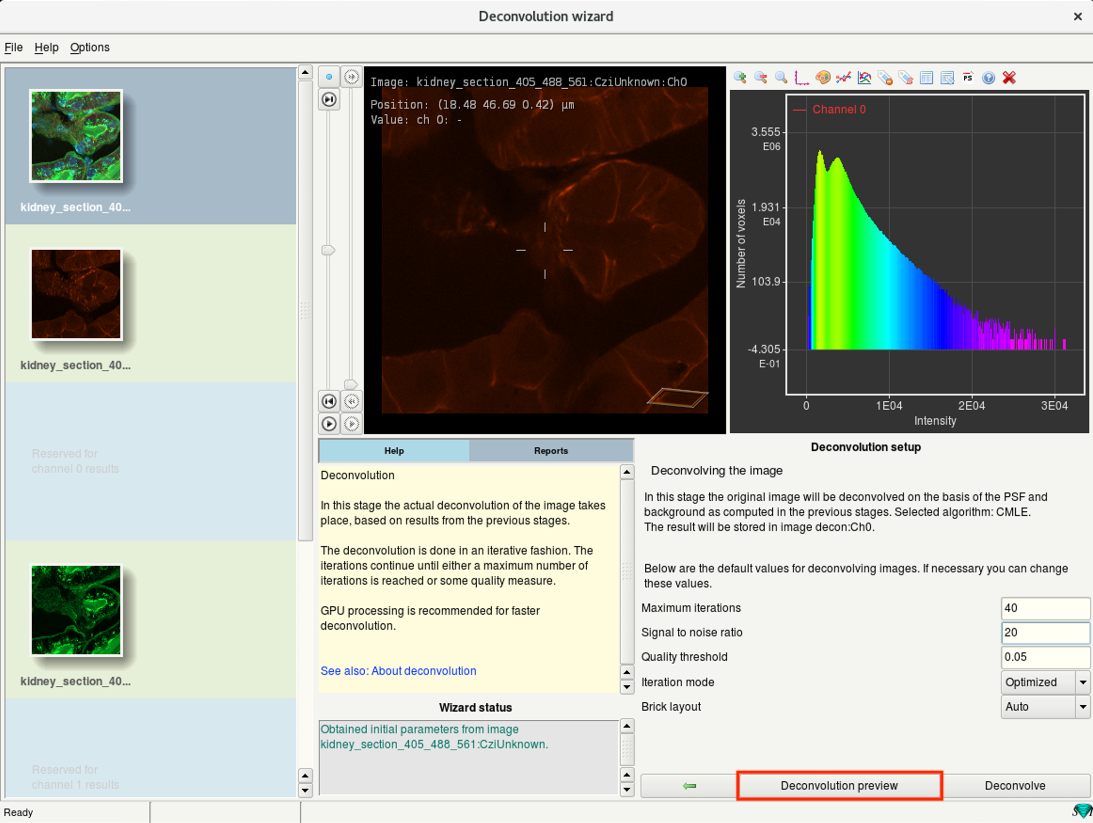 Deconvolution wizard
File Help Options
kidney_section_40...
kidney_section_40...
Reserved for
channel 0 results
kidney_section_40...
Reserved for
channel 1 results
Image: kidney_section_405_488_561:CziUnknown:Ch0
Position: (18.48 46.69 0.42) µm
Value: ch 0: -
PS
Channel 0
3.555
E06
1.931
E04
103.9
-4.305
E-01
Number of voxels
0 1E04 2E04 3E04
Intensity
Help Reports
Deconvolution
In this stage the actual deconvolution of the image takes
place, based on results from the previous stages.
The deconvolution is done in an iterative fashion. The
iterations continue until either a maximum number of
iterations is reached or some quality measure.
GPU processing is recommended for faster
deconvolution.
See also: About deconvolution
Wizard status
Obtained initial parameters from image
kidney_section_405_488_561:CziUnknown.
Deconvolution setup
Deconvolving the image
In this stage the original image will be deconvolved on the basis of the PSF and
background as computed in the previous stages. Selected algorithm: CMLE.
The result will be stored in image decon:Ch0.
Below are the default values for deconvolving images. If necessary you can change
these values.
Maximum iterations 40
Signal to noise ratio 20
Quality threshold 0.05
Iteration mode Optimized
Brick layout Auto
Deconvolution preview Deconvolve
Ready